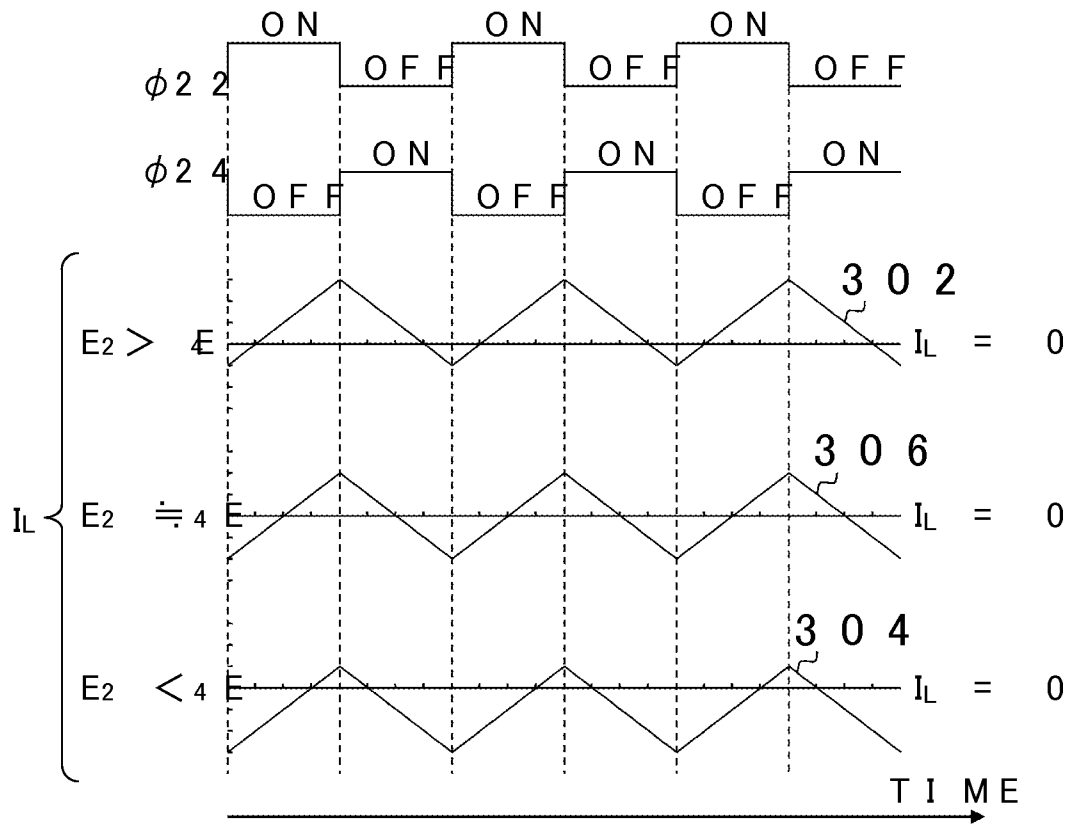 ON ON ON
φ22 OFF OFF OFF
ON ON ON
φ24 OFF OFF OFF
302
E2 > 4E IL = 0
306
IL E2 ≒ 4E IL = 0
304
E2 < 4E IL = 0
TIME